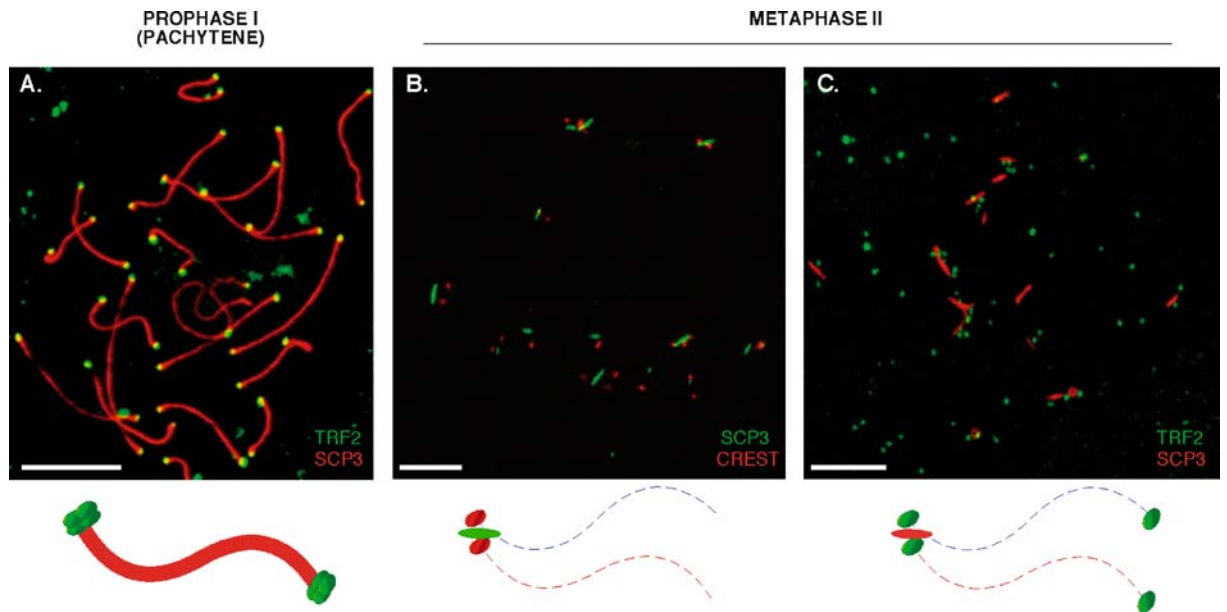 PROPHASE I
(PACHYTENE)
METAPHASE II
A.
B.
C.
TRF2
SCP3
SCP3
CREST
TRF2
SCP3